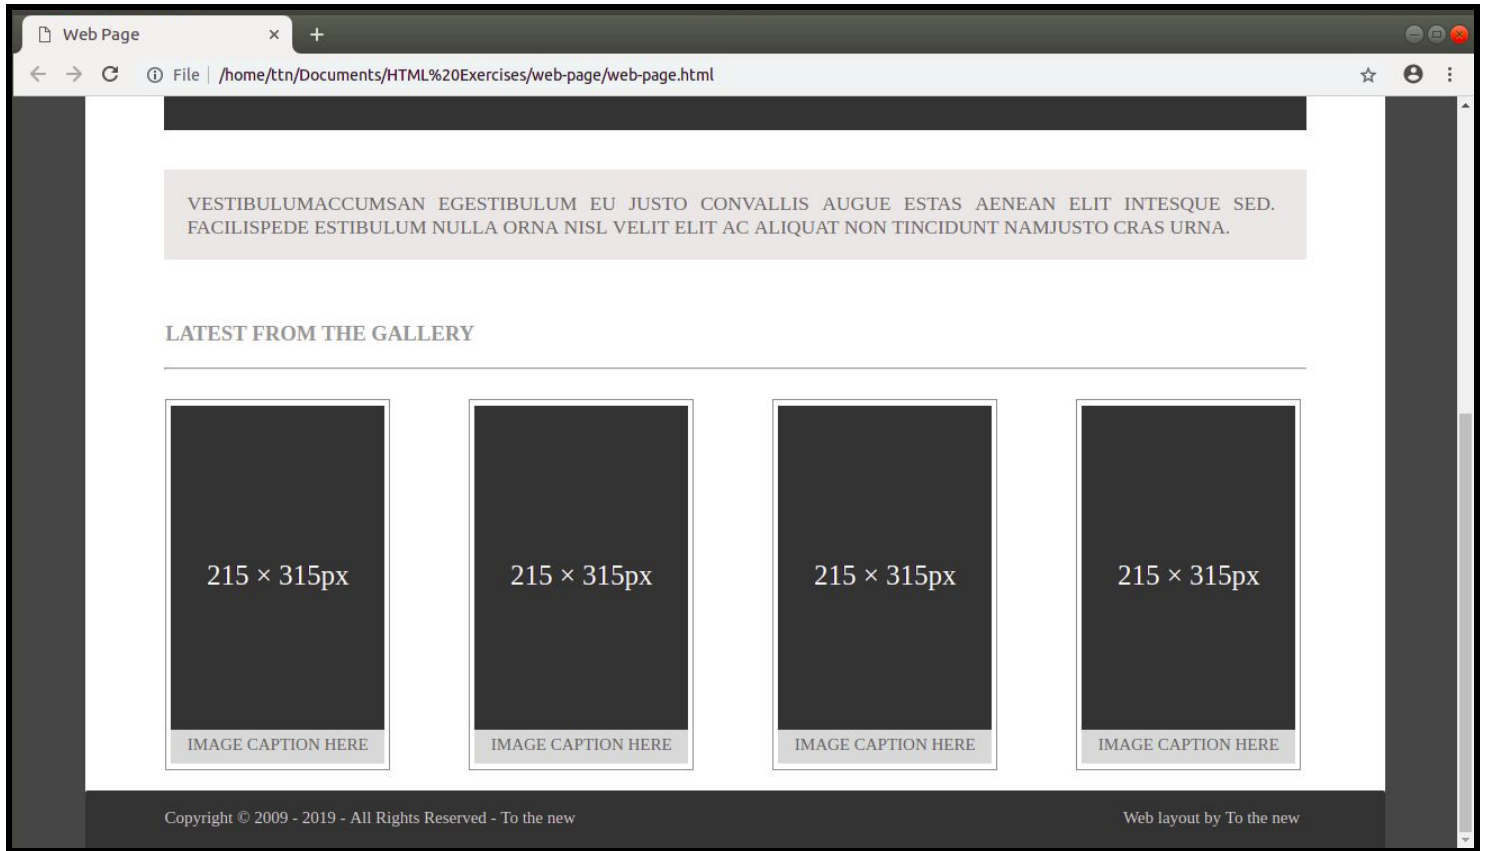 Web Page
File /home/ttn/Documents/HTML%20Exercises/web-page/web-page.html
VESTIBULUMACCUMSAN EGESTIBULUM EU JUSTO CONVALLIS AUGUE ESTAS AENEAN ELIT INTESQUE SED.
FACILISPEDE ESTIBULUM NULLA ORNA NISL VELIT ELIT AC ALIQUAT NON TINCIDUNT NAMJUSTO CRAS URNA.
LATEST FROM THE GALLERY
215 × 315px 215 × 315px 215 × 315px 215 × 315px
IMAGE CAPTION HERE IMAGE CAPTION HERE IMAGE CAPTION HERE IMAGE CAPTION HERE
Copyright © 2009 - 2019 - All Rights Reserved - To the new Web layout by To the new